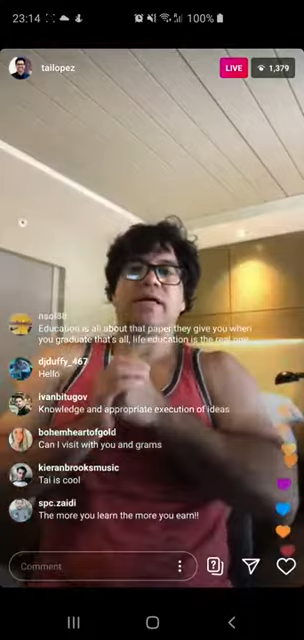 23:14
100%
tailopez
LIVE
1,379
nsol88
Education is all about that paper they give you when
you graduate that's all, life education is the real one
djduffy_467
Hello
ivanbitugov
Knowledge and appropriate execution of ideas
bohemheartofgold
Can I visit with you and grams
kieranbrooksmusic
Tai is cool
spc.zaidi
The more you learn the more you earn!!
Comment